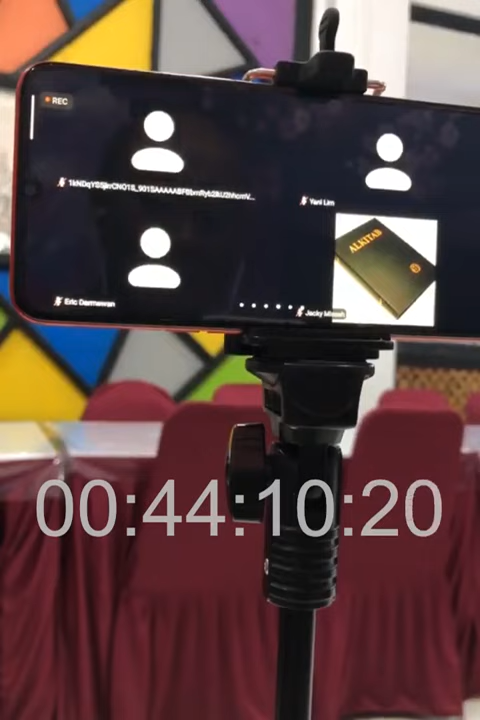 REC
Yani Lim
ALKITAB
Eric Darmawan
Jacky
00:44:10:20